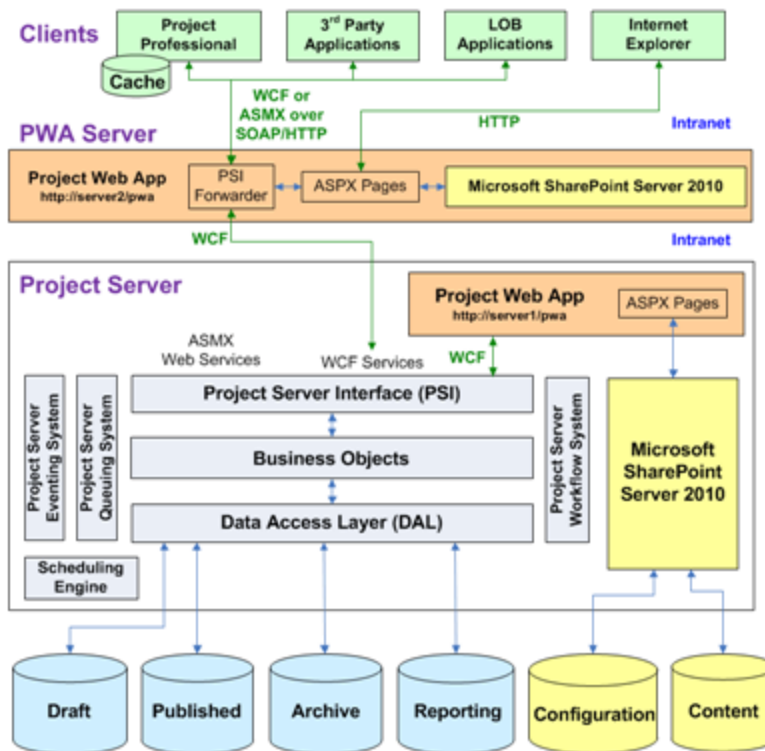 Clients
Project
Professional
Cache
3rd Party
Applications
LOB
Applications
Internet
Explorer
WCF or
ASMX over
SOAP/HTTP
HTTP
Intranet
PWA Server
Project Web App
http://server2/pwa
PSI
Forwarder
ASPX Pages
Microsoft SharePoint Server 2010
WCF
Intranet
Project Server
Project Web App
http://server1/pwa
ASPX Pages
ASMX
Web Services
WCF Services
WCF
Project Server
Eventing System
Project Server
Queuing System
Project Server Interface (PSI)
Business Objects
Data Access Layer (DAL)
Project Server
Workflow System
Microsoft
SharePoint
Server 2010
Scheduling
Engine
Draft
Published
Archive
Reporting
Configuration
Content